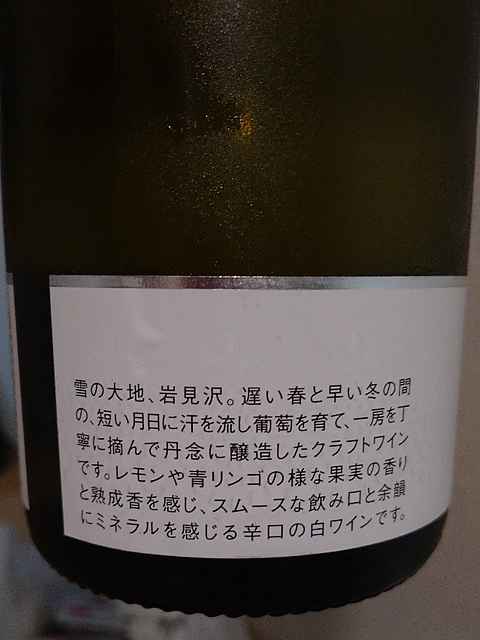 雪の大地、岩見沢。遅い春と早い冬の間
の、短い月日に汗を流し葡萄を育て、一房を丁
寧に摘んで丹念に醸造したクラフトワイン
です。レモンや青リンゴの様な果実の香り
と熟成香を感じ、スムースな飲み口と余韻
にミネラルを感じる辛口の白ワインです。